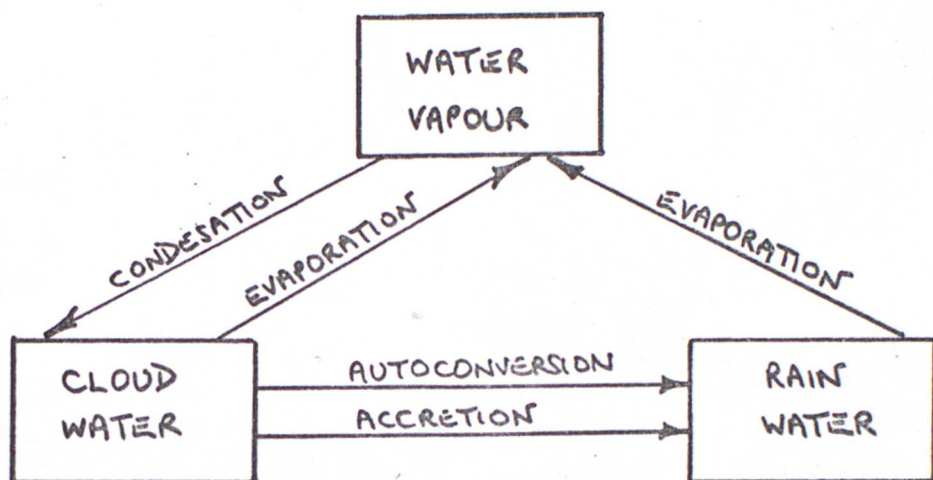 WATER
VAPOUR
CONDESATION
EVAPORATION
EVAPORATION
CLOUD
WATER
AUTOCONVERSION
ACCRETION
RAIN
WATER